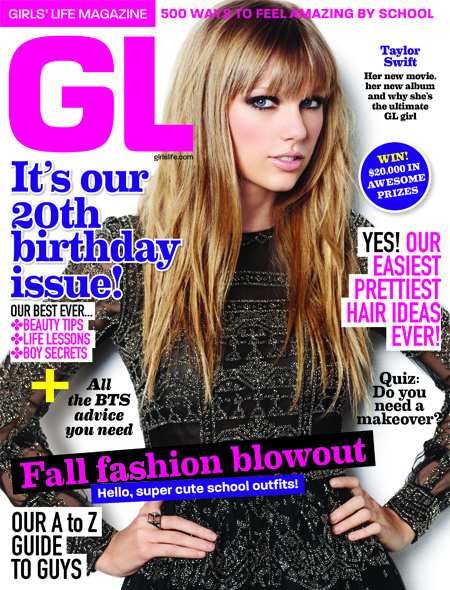 GIRLS' LIFE MAGAZINE
500 WAYS TO FEEL AMAZING BY SCHOOL
GL
girlslife.com
Taylor
Swift
Her new movie,
her new album
and why she's
the ultimate
GL girl
WIN!
$20,000 IN
AWESOME
PRIZES
It's our
20th
birthday
issue!
OUR BEST EVER...
BEAUTY TIPS
LIFE LESSONS
BOY SECRETS
YES! OUR
EASIEST
PRETTIEST
HAIR IDEAS
EVER!
+ All
the BTS
advice
you need
Quiz:
Do you
need a
makeover?
Fall fashion blowout
Hello, super cute school outfits!
OUR A to Z
GUIDE
TO GUYS